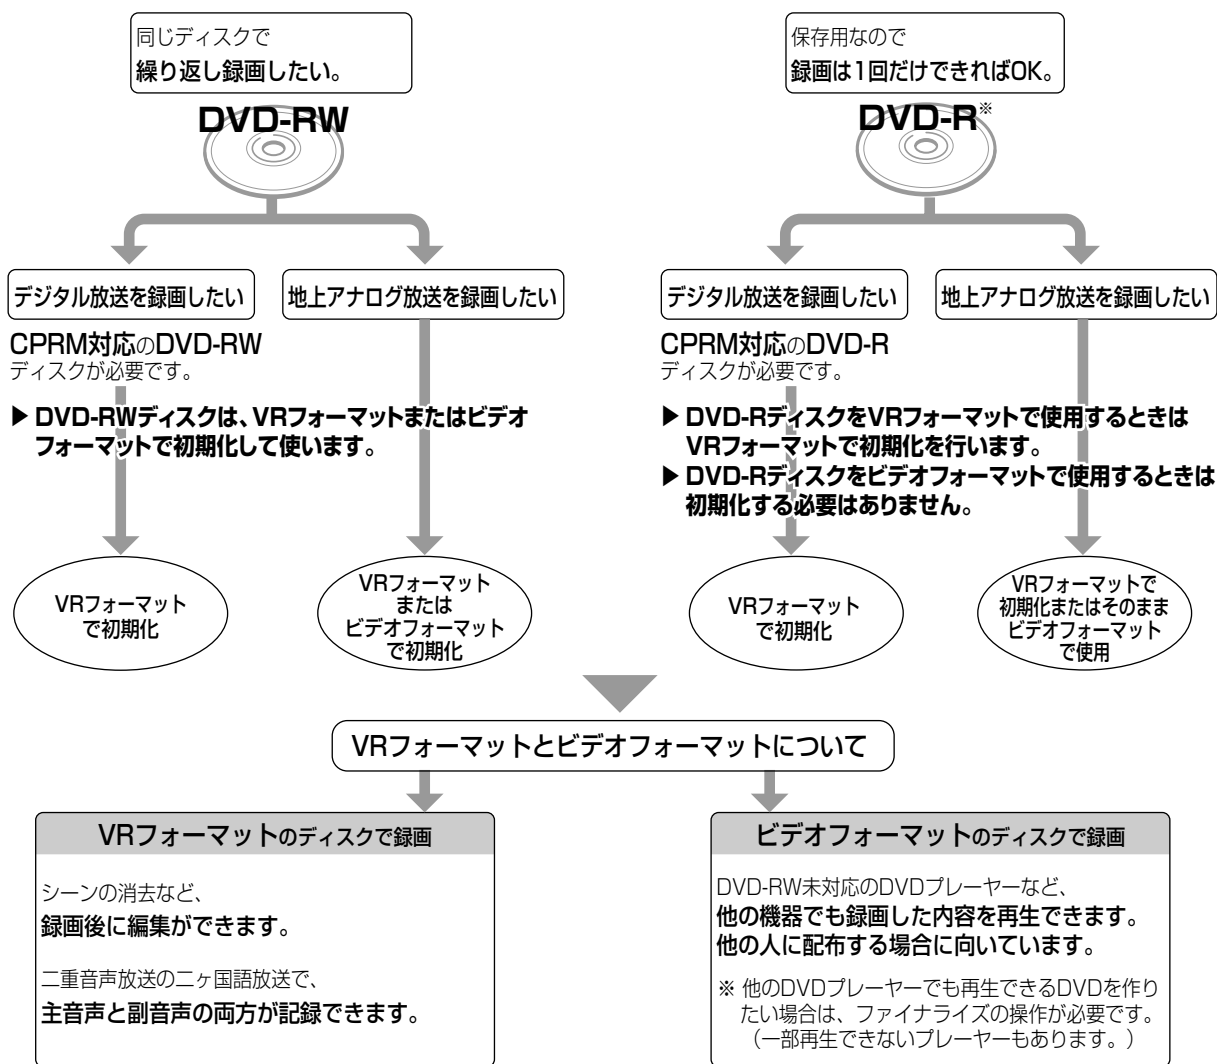 同じディスクで
繰り返し録画したい。
DVD-RW
デジタル放送を録画したい
地上アナログ放送を録画したい
CPRM対応のDVD-RW
ディスクが必要です。
▶ DVD-RWディスクは、VRフォーマットまたはビデオ
フォーマットで初期化して使います。
VRフォーマット
で初期化
VRフォーマット
または
ビデオフォーマット
で初期化
保存用なので
録画は1回だけできればOK。
DVD-R※
デジタル放送を録画したい
地上アナログ放送を録画したい
CPRM対応のDVD-R
ディスクが必要です。
▶ DVD-RディスクをVRフォーマットで使用するときは
VRフォーマットで初期化を行います。
▶ DVD-Rディスクをビデオフォーマットで使用するときは
初期化する必要はありません。
VRフォーマット
で初期化
VRフォーマットで
初期化またはそのまま
ビデオフォーマット
で使用
VRフォーマットとビデオフォーマットについて
VRフォーマットのディスクで録画
シーンの消去など、
録画後に編集ができます。
二重音声放送の二ヶ国語放送で、
主音声と副音声の両方が記録できます。
ビデオフォーマットのディスクで録画
DVD-RW未対応のDVDプレーヤーなど、
他の機器でも録画した内容を再生できます。
他の人に配布する場合に向いています。
※ 他のDVDプレーヤーでも再生できるDVDを作り
たい場合は、ファイナライズの操作が必要です。
（一部再生できないプレーヤーもあります。）